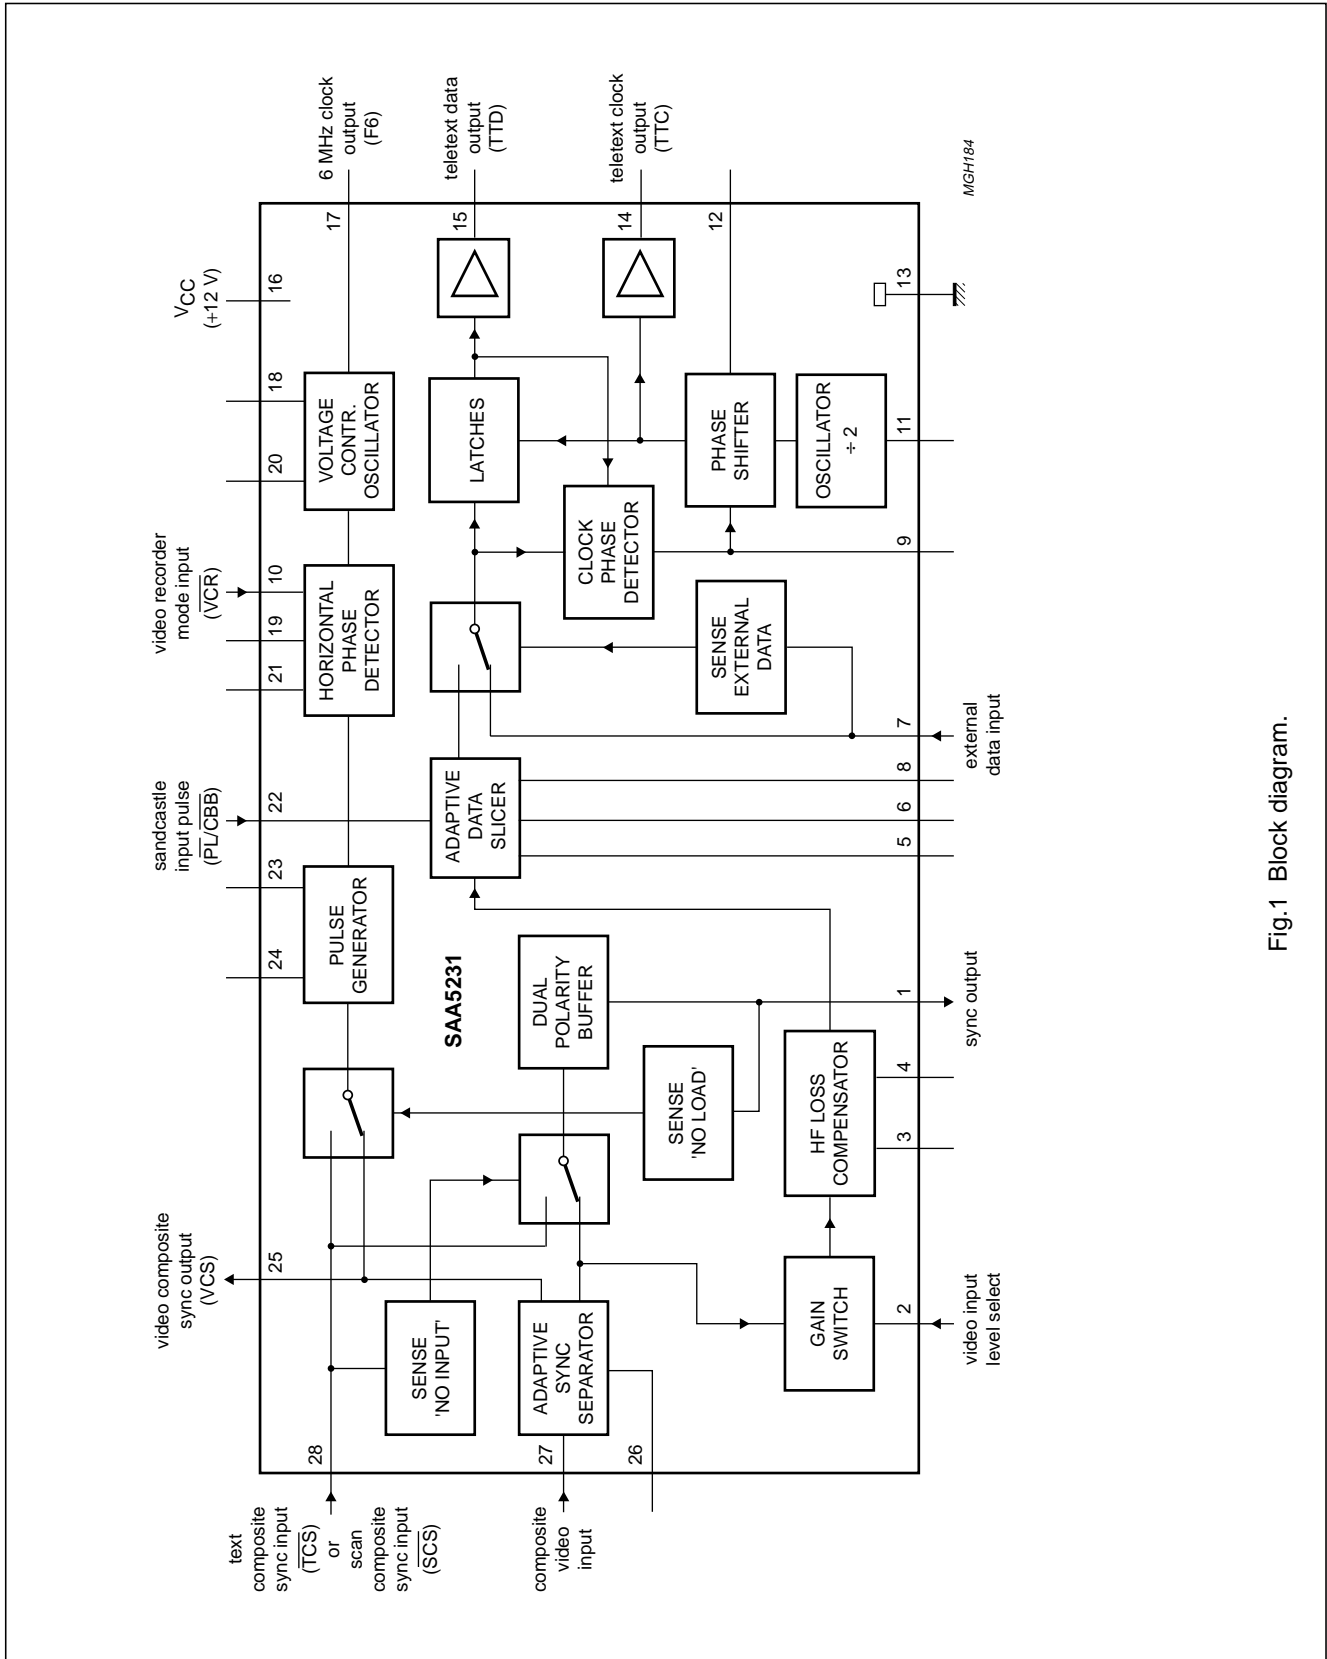 video composite
sync output
(VCS)
25
sandcastle
input pulse
(PL/CBB)
24
23
22
video recorder
mode input
(VCR)
21
19
10
20
18
VCC
(+12 V)
16
text
composite
sync input
(TCS)
or
scan
composite
sync input
(SCS)
28
PULSE
GENERATOR
HORIZONTAL
PHASE
DETECTOR
VOLTAGE
CONTR.
OSCILLATOR
17
6 MHz clock
output
(F6)
SENSE
'NO INPUT'
SAA5231
ADAPTIVE
DATA
SLICER
LATCHES
15
teletext data
output
(TTD)
composite
video
input
27
26
ADAPTIVE
SYNC
SEPARATOR
DUAL
POLARITY
BUFFER
CLOCK
PHASE
DETECTOR
14
teletext clock
output
(TTC)
SENSE
'NO LOAD'
SENSE
EXTERNAL
DATA
PHASE
SHIFTER
12
GAIN
SWITCH
HF LOSS
COMPENSATOR
OSCILLATOR
÷ 2
2
3
4
1
5
6
8
7
9
11
13
video input
level select
sync output
external
data input
MGH184
Fig.1 Block diagram.